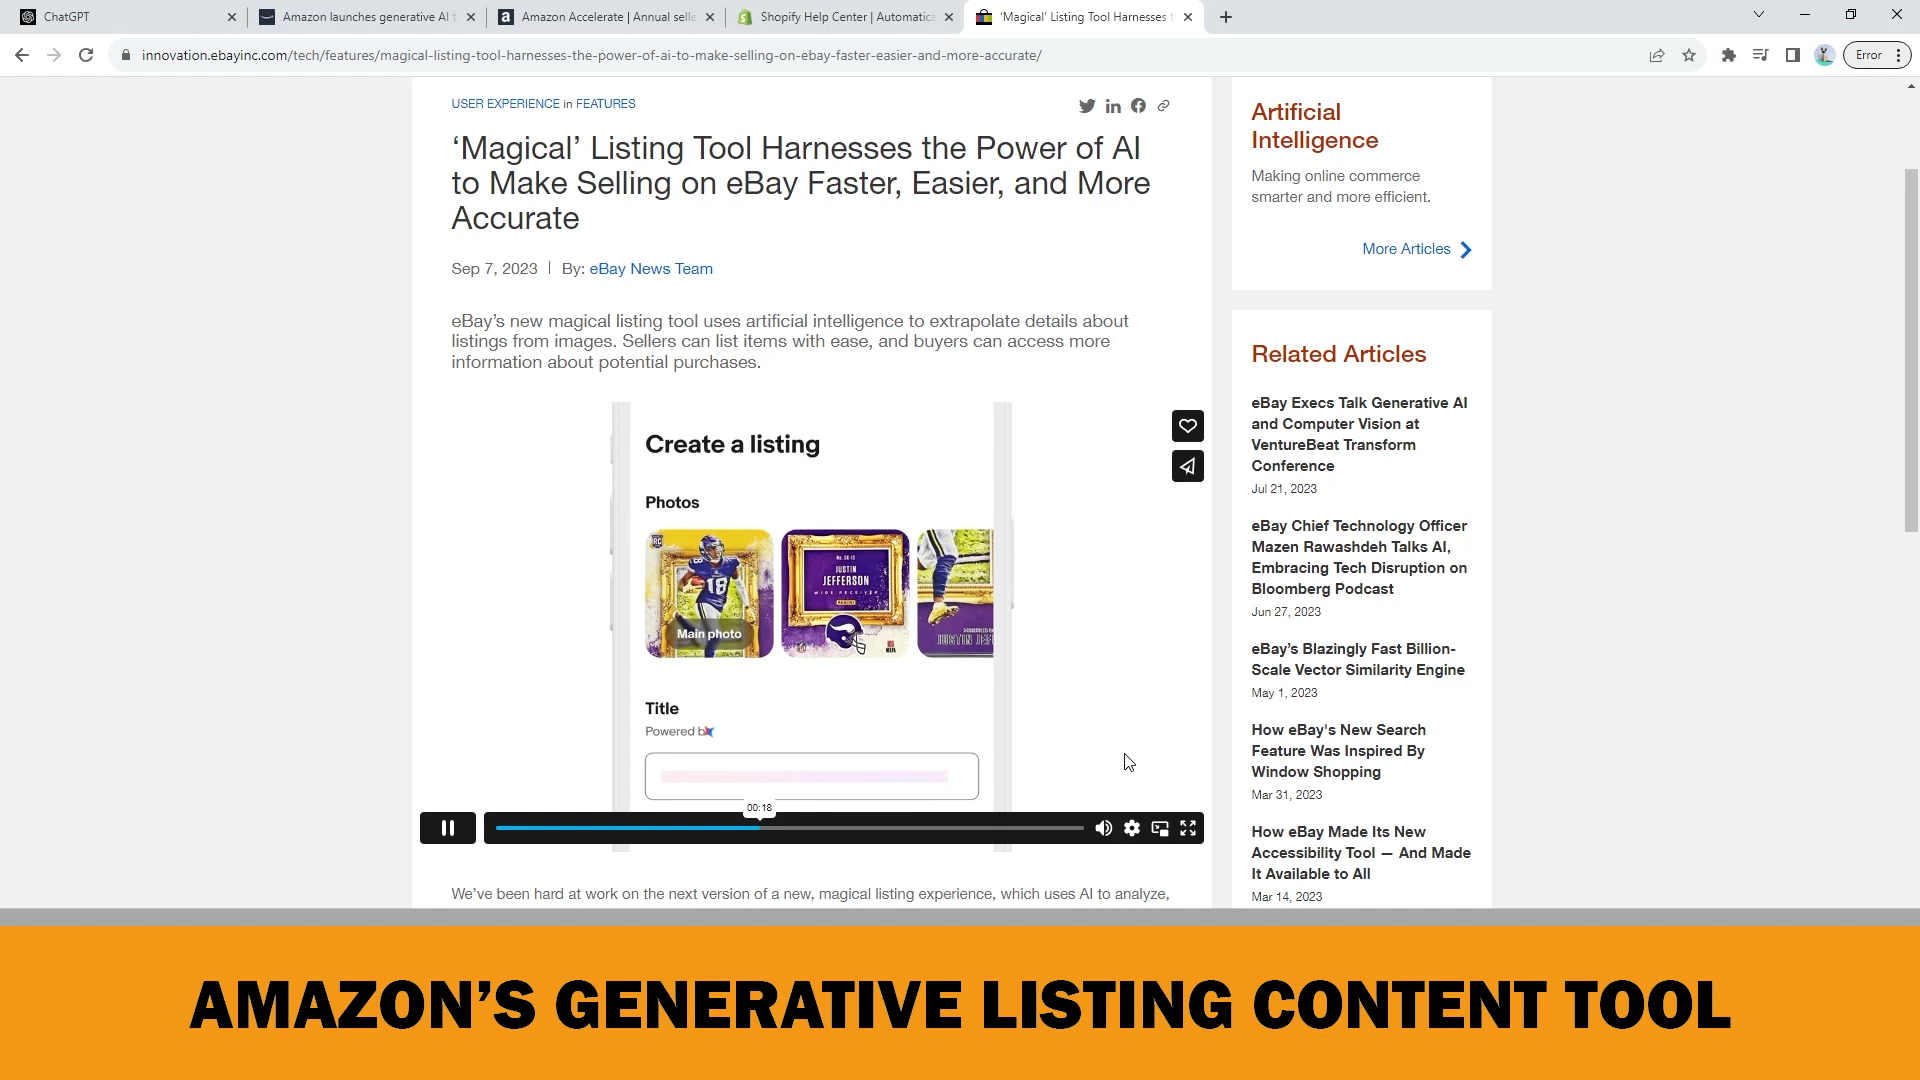 ChatGPT
Amazon launches generative AI t
Amazon Accelerate | Annual selle
Shopify Help Center | Automatica
'Magical' Listing Tool Harnesses t
innovation.ebayinc.com/tech/features/magical-listing-tool-harnesses-the-power-of-ai-to-make-selling-on-ebay-faster-easier-and-more-accurate/
Error
USER EXPERIENCE in FEATURES
‘Magical’ Listing Tool Harnesses the Power of AI
to Make Selling on eBay Faster, Easier, and More
Accurate
Sep 7, 2023 | By: eBay News Team
eBay’s new magical listing tool uses artificial intelligence to extrapolate details about
listings from images. Sellers can list items with ease, and buyers can access more
information about potential purchases.
Create a listing
Photos
RC
18
Main photo
No. GK-13
JUSTIN
JEFFERSON
WIDE RECEIVER
PANINI
Title
Powered b
00:18
We’ve been hard at work on the next version of a new, magical listing experience, which uses AI to analyze,
Artificial
Intelligence
Making online commerce
smarter and more efficient.
More Articles
Related Articles
eBay Execs Talk Generative AI
and Computer Vision at
VentureBeat Transform
Conference
Jul 21, 2023
eBay Chief Technology Officer
Mazen Rawashdeh Talks AI,
Embracing Tech Disruption on
Bloomberg Podcast
Jun 27, 2023
eBay’s Blazingly Fast Billion-
Scale Vector Similarity Engine
May 1, 2023
How eBay's New Search
Feature Was Inspired By
Window Shopping
Mar 31, 2023
How eBay Made Its New
Accessibility Tool — And Made
It Available to All
Mar 14, 2023
AMAZON’S GENERATIVE LISTING CONTENT TOOL